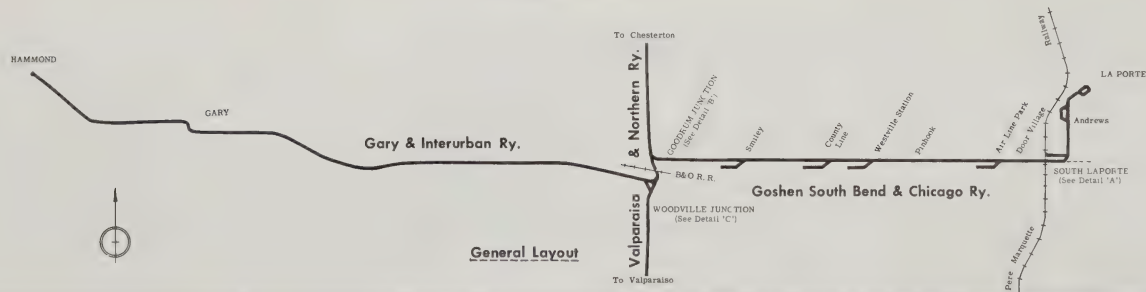 To Chesterton
HAMMOND
GARY
Gary & Interurban Ry.
Valparaisa & Northern Ry.
GOODRUM JUNCTION
(See Detail 'B')
B&O R.R.
WOODVILLE JUNCTION
(See Detail 'C')
To Valparaiso
General Layout
Smiley
County
Line
Westville Station
Pinhook
Air Line Park
Door Village
Goshen South Bend & Chicago Ry.
Pere Marquette
Railway
LA PORTE
Andrews
SOUTH LAPORTE
(See Detail 'A')